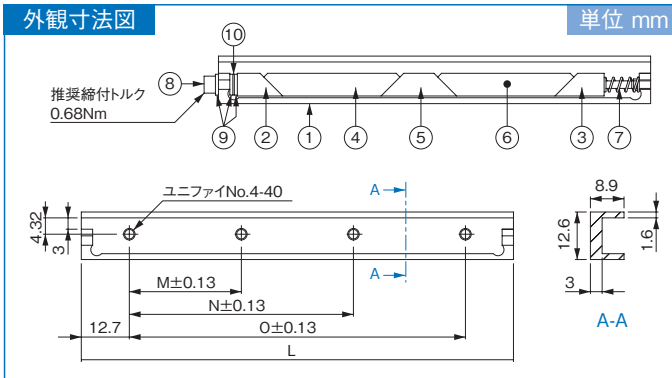 外観寸法図
単位 mm
⑩
⑧
推奨締付トルク
0.68Nm
⑨
②
①
④
⑤
⑥
③
⑦
ユニファイNo.4-40
A
8.9
4.32
3
12.6
1.6
M±0.13
A
3
N±0.13
12.7
O±0.13
A-A
L